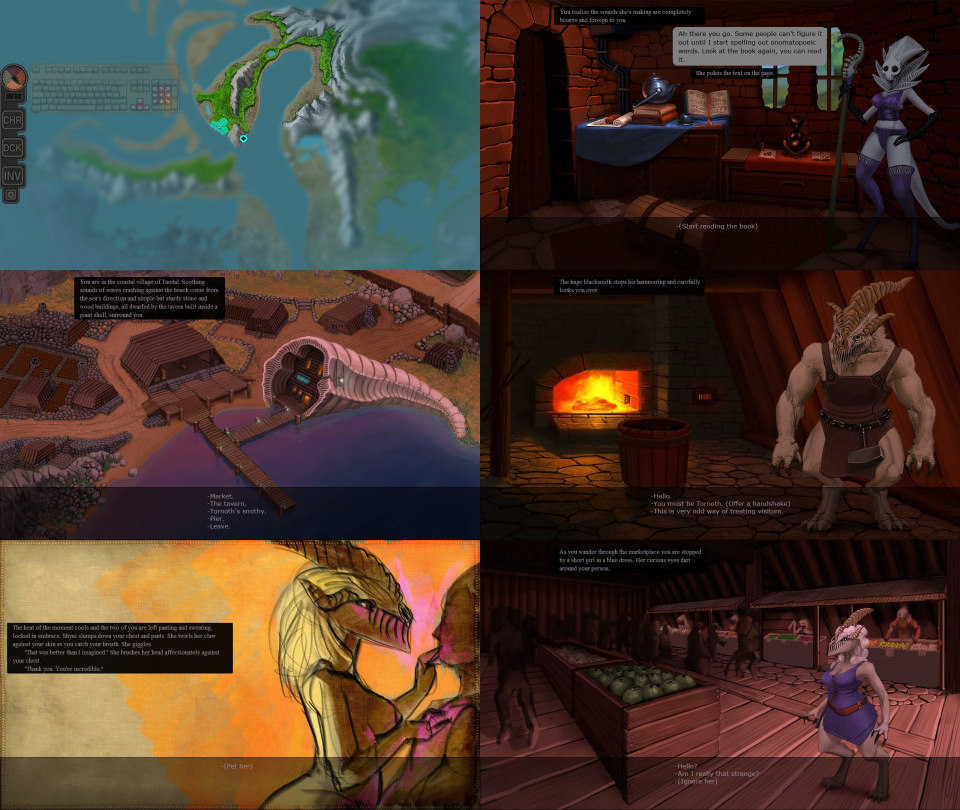 CHR
DCK
INV
You realize the sounds she's making are completely
bizarre and foreign to you.
Ah there you go. Some people can't figure it
out until I start spelling out onomatopoeic
words. Look at the book again, you can read
it.
She pokes the text on the page.
-(Start reading the book)
You are in the coastal village of Taedal. Soothing
sounds of waves crashing against the beach come from
the sea's direction and simple but sturdy stone and
wood buildings, all dwarfed by the tavern built inside a
giant shell, surround you.
-Market.
-The tavern.
-Tornoth's smithy.
-Pier.
-Leave.
The huge blacksmith stops his hammering and carefully
looks you over.
-Hello.
-You must be Tornoth. (Offer a handshake)
-This is very odd way of treating visitors.
The heat of the moment cools and the two of you are left panting and sweating,
locked in embrace. Shyni slumps down your chest and pants. She twirls her claw
against your skin as you catch your breath. She giggles.
"That was better than I imagined." She brushes her head affectionately against
your chest.
"Thank you. You're incredible."
-(Pet her)
As you wander through the marketplace you are stopped
by a short girl in a blue dress. Her curious eyes dart
around your person.
-Hello?
-Am I really that strange?
-(Ignore her)